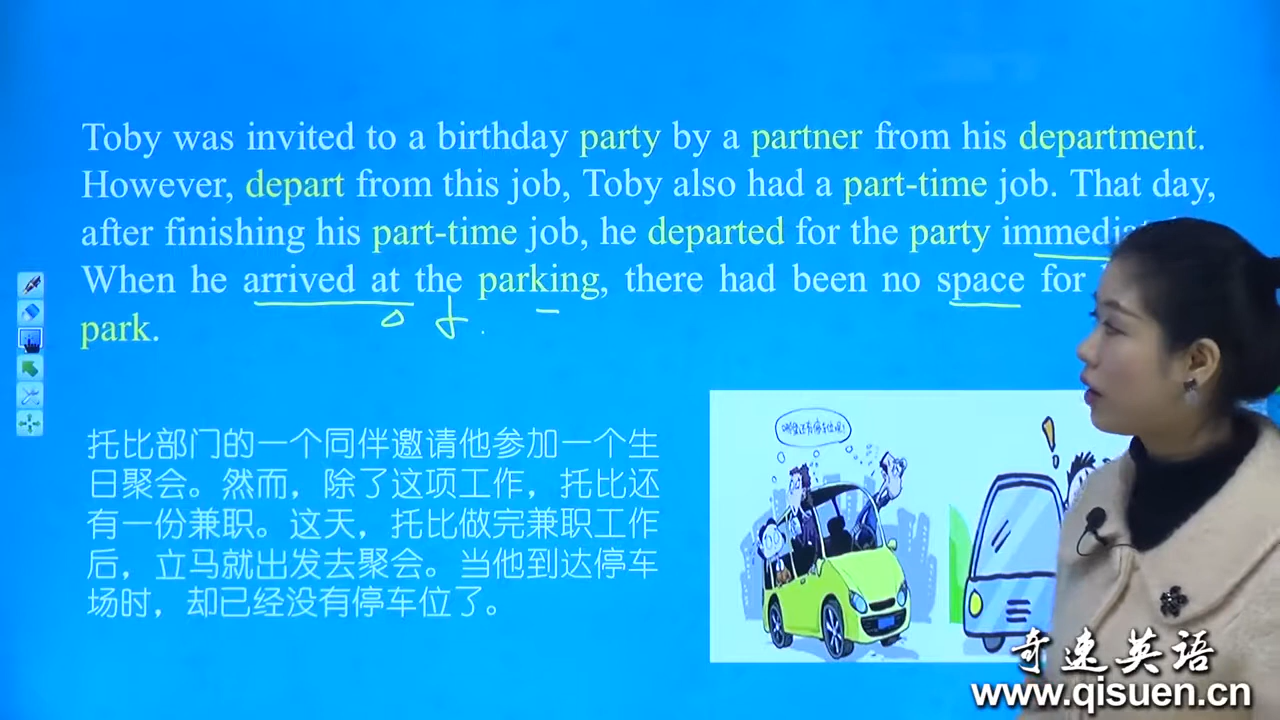 Toby was invited to a birthday party by a partner from his department.
However, depart from this job, Toby also had a part-time job. That day,
after finishing his part-time job, he departed for the party
When he arrived at the parking, there had been no space for
park.
托比部门的一个同伴邀请他参加一个生
日聚会。然而，除了这项工作，托比还
有一份兼职。这天，托比做完兼职工作
后，立马就出发去聚会。当他到达停车
场时，却已经没有停车位了。
奇速英语
www.qisuen.cn